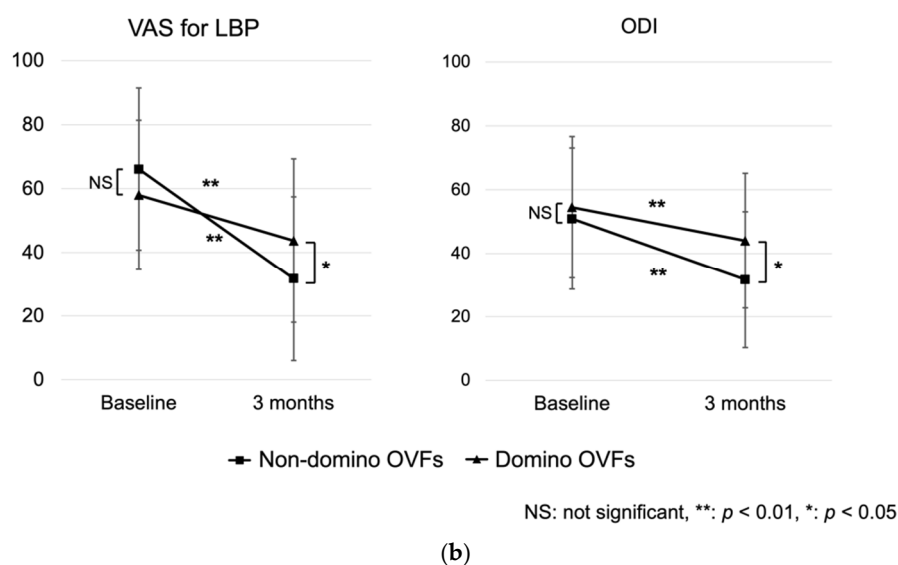 VAS for LBP
100
80
60
40
20
0
NS
**
**
*
Baseline 3 months
ODI
100
80
60
40
20
0
NS
**
**
*
Baseline 3 months
Non-domino OVFs Domino OVFs
NS: not significant, **: p < 0.01, *: p < 0.05
(b)